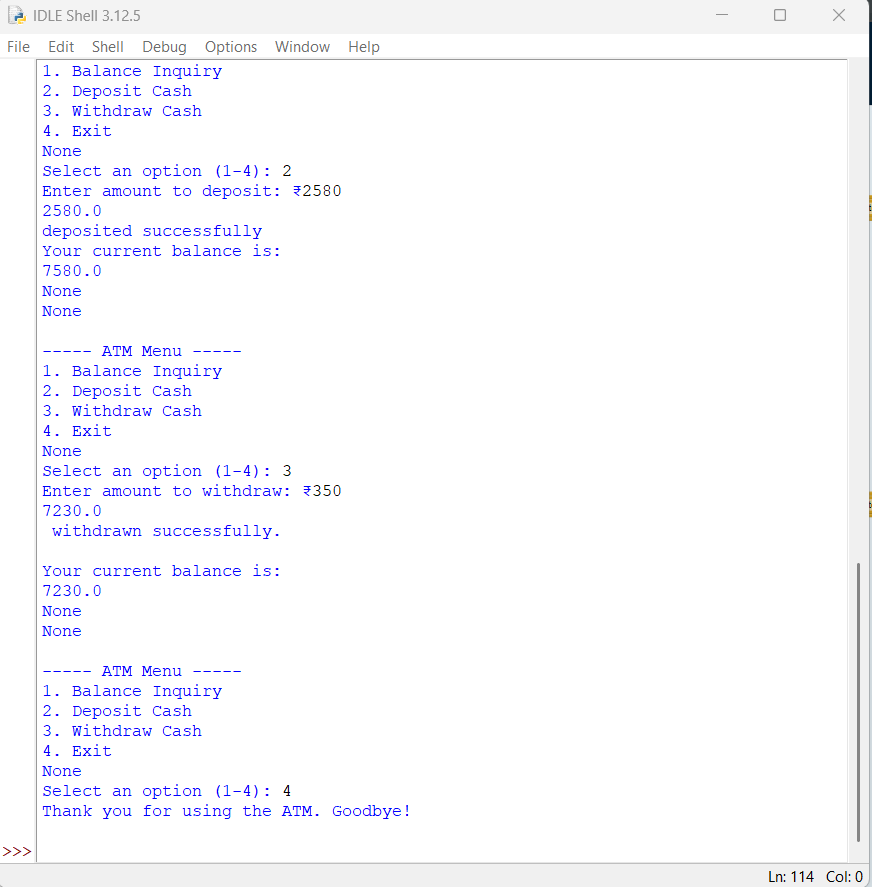 IDLE Shell 3.12.5
File Edit Shell Debug Options Window Help
1. Balance Inquiry
2. Deposit Cash
3. Withdraw Cash
4. Exit
None
Select an option (1-4): 2
Enter amount to deposit: ₹2580
2580.0
deposited successfully
Your current balance is:
7580.0
None
None
----- ATM Menu -----
1. Balance Inquiry
2. Deposit Cash
3. Withdraw Cash
4. Exit
None
Select an option (1-4): 3
Enter amount to withdraw: ₹350
7230.0
 withdrawn successfully.
Your current balance is:
7230.0
None
None
----- ATM Menu -----
1. Balance Inquiry
2. Deposit Cash
3. Withdraw Cash
4. Exit
None
Select an option (1-4): 4
Thank you for using the ATM. Goodbye!
>>>
Ln: 114 Col: 0